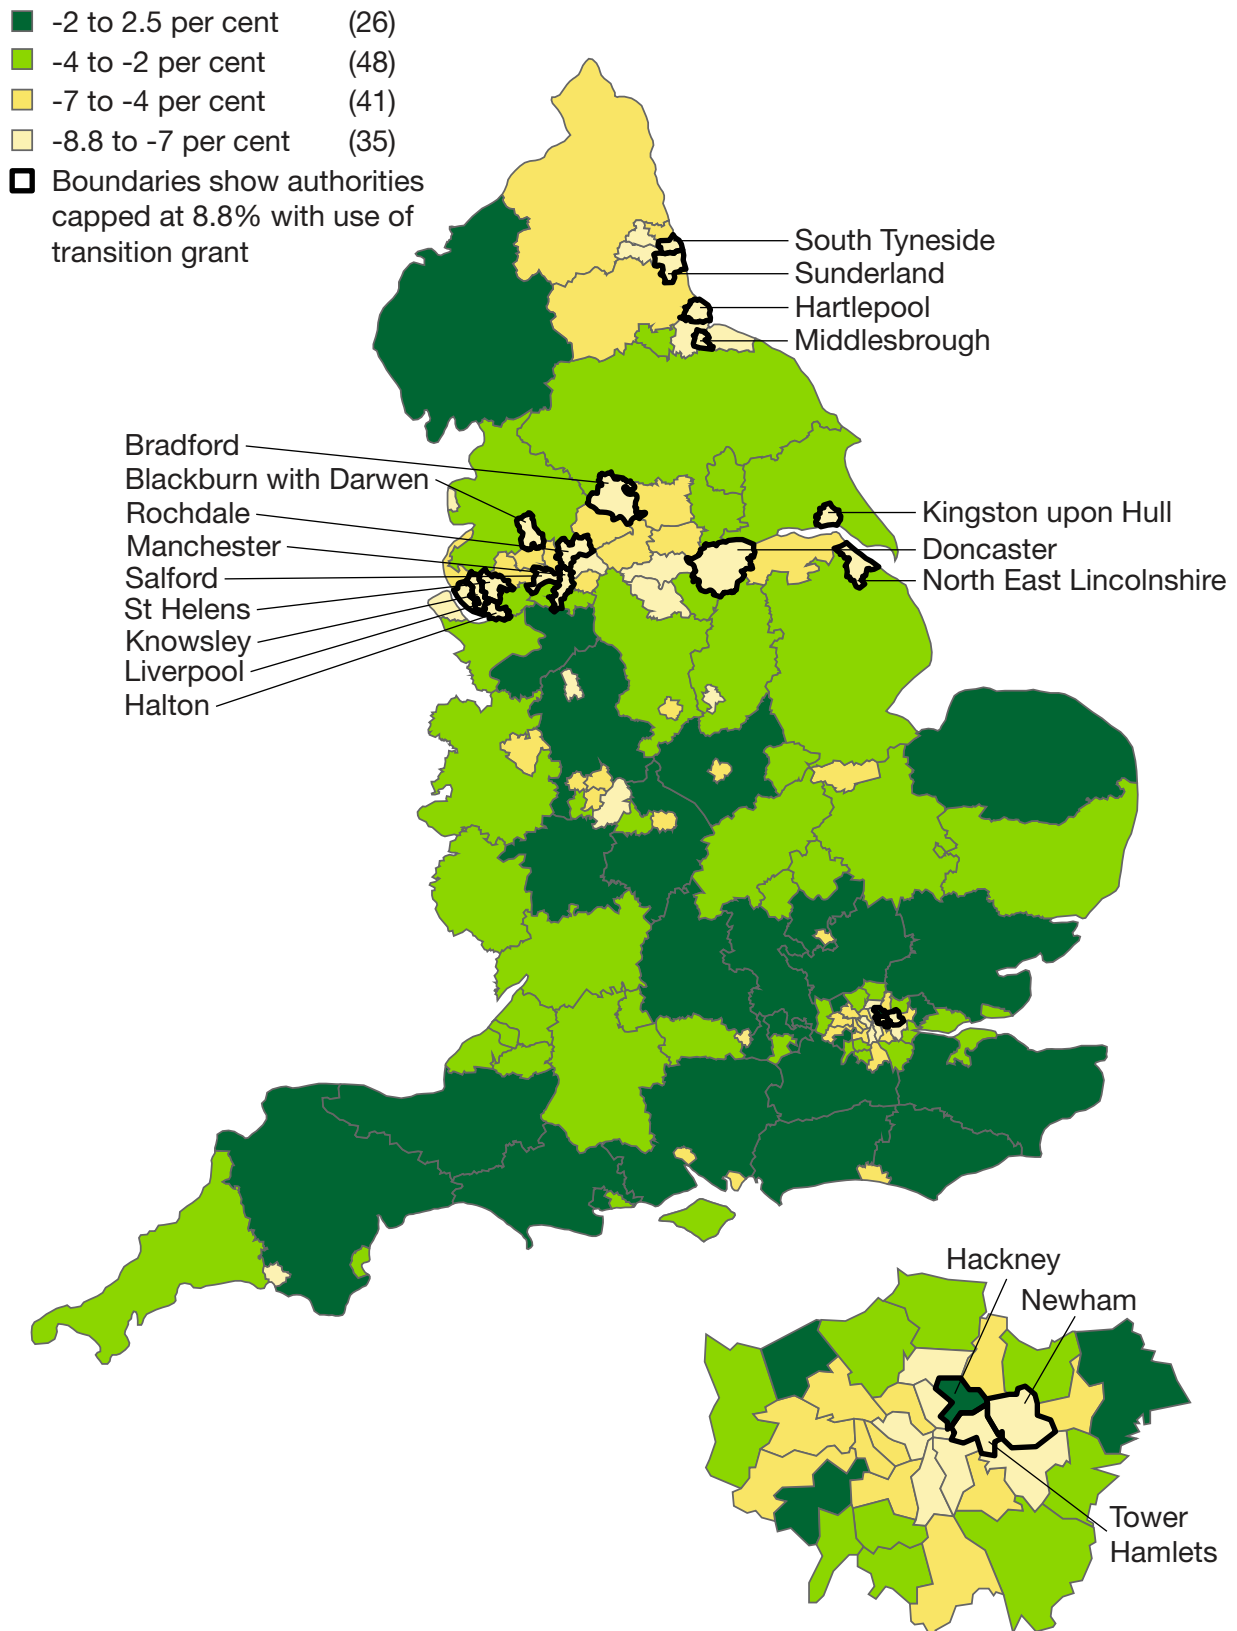 -2 to 2.5 per cent (26)
-4 to -2 per cent (48)
-7 to -4 per cent (41)
-8.8 to -7 per cent (35)
Boundaries show authorities
capped at 8.8% with use of
transition grant
South Tyneside
Sunderland
Hartlepool
Middlesbrough
Bradford
Blackburn with Darwen
Rochdale
Manchester
Salford
St Helens
Knowsley
Liverpool
Halton
Kingston upon Hull
Doncaster
North East Lincolnshire
Hackney
Newham
Tower
Hamlets